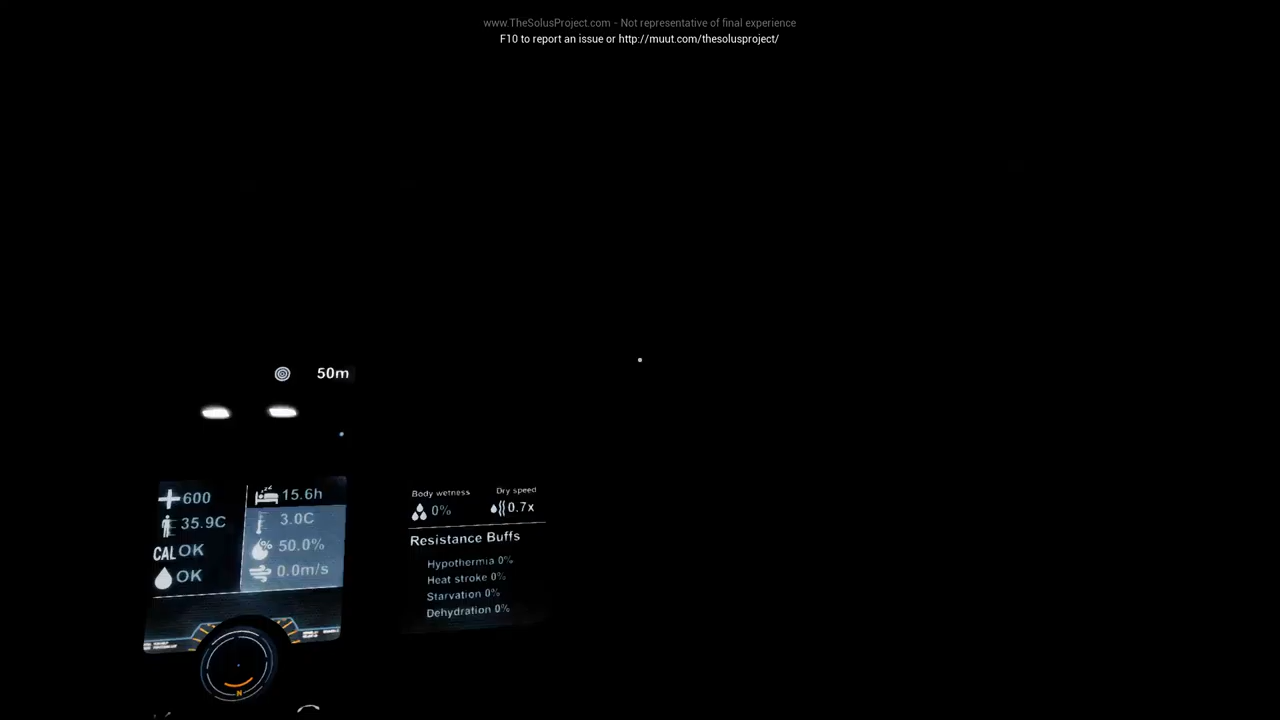 www.TheSolusProject.com - Not representative of final experience
F10 to report an issue or http://muut.com/thesolusproject/
50m
600
15.6h
35.9C
3.0C
CAL OK
% 50.0%
OK
0.0m/s
N
Body wetness
Dry speed
0%
0.7x
Resistance Buffs
Hypothermia 0%
Heat stroke 0%
Starvation 0%
Dehydration 0%